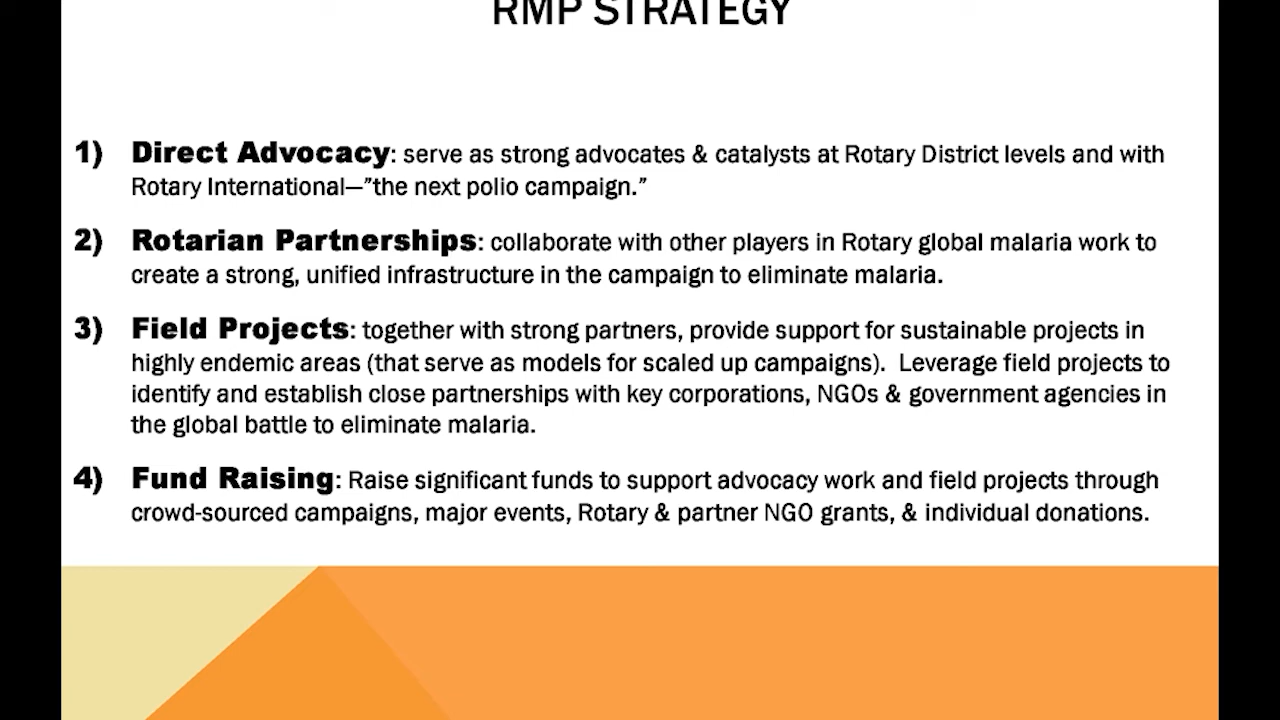 RMP STRATEGY
1) Direct Advocacy: serve as strong advocates & catalysts at Rotary District levels and with
Rotary International—”the next polio campaign.”
2) Rotarian Partnerships: collaborate with other players in Rotary global malaria work to
create a strong, unified infrastructure in the campaign to eliminate malaria.
3) Field Projects: together with strong partners, provide support for sustainable projects in
highly endemic areas (that serve as models for scaled up campaigns).  Leverage field projects to
identify and establish close partnerships with key corporations, NGOs & government agencies in
the global battle to eliminate malaria.
4) Fund Raising: Raise significant funds to support advocacy work and field projects through
crowd-sourced campaigns, major events, Rotary & partner NGO grants, & individual donations.